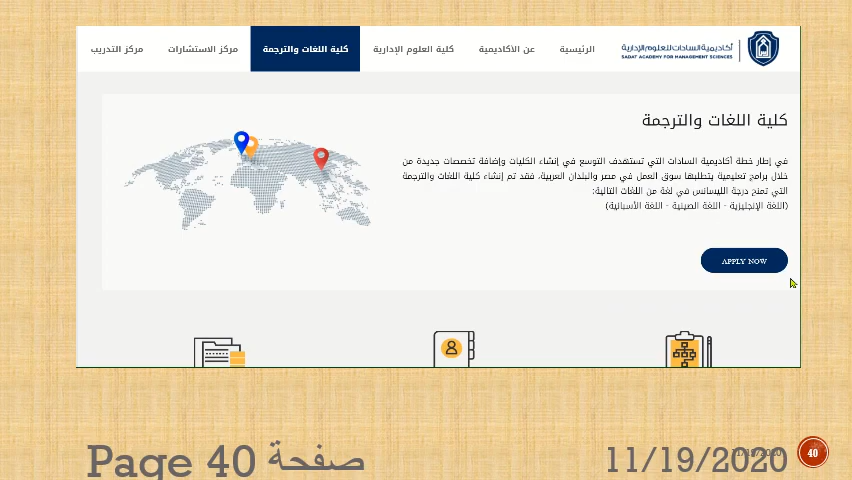 أكاديمية السادات للعلوم الإدارية
SADAT ACADEMY FOR MANAGEMENT SCIENCES
الرئيسية
عن الأكاديمية
كلية العلوم الإدارية
كلية اللغات والترجمة
مركز الاستشارات
مركز التدريب
كلية اللغات والترجمة
في إطار خطة أكاديمية السادات التي تستهدف التوسع في إنشاء الكليات وإضافة تخصصات جديدة من
خلال برامج تعليمية يتطلبها سوق العمل في مصر والبلدان العربية، فقد تم إنشاء كلية اللغات والترجمة
التي تمنح درجة الليسانس في لغة من اللغات التالية:
(اللغة الإنجليزية - اللغة الصينية - اللغة الأسبانية)
APPLY NOW
Page 40 صفحة
11/19/2020
11/19/2020
40